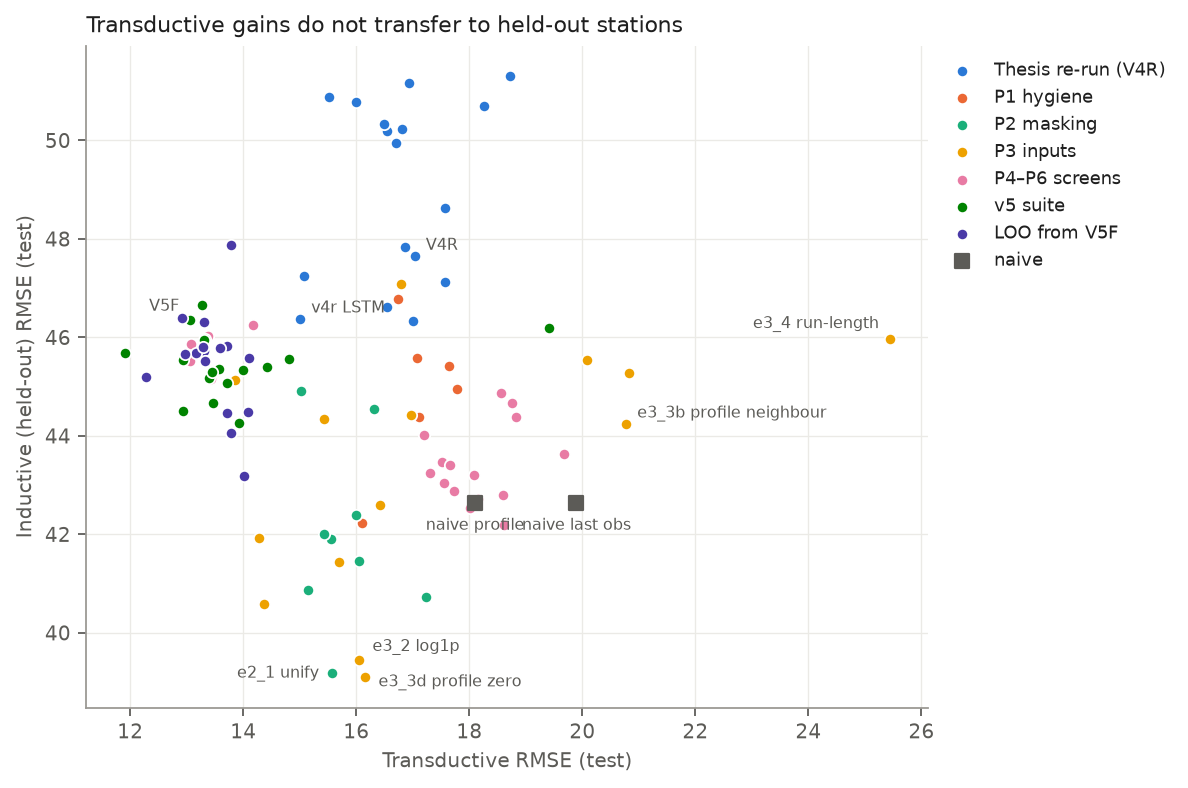 Transductive gains do not transfer to held-out stations
Thesis re-run (V4R)
P1 hygiene
P2 masking
P3 inputs
P4–P6 screens
v5 suite
LOO from V5F
naive
Inductive (held-out) RMSE (test)
50
48
46
44
42
40
V4R
V5F
v4r LSTM
e3_4 run-length
e3_3b profile neighbour
naive profile
naive last obs
e3_2 log1p
e2_1 unify
e3_3d profile zero
12
14
16
18
20
22
24
26
Transductive RMSE (test)